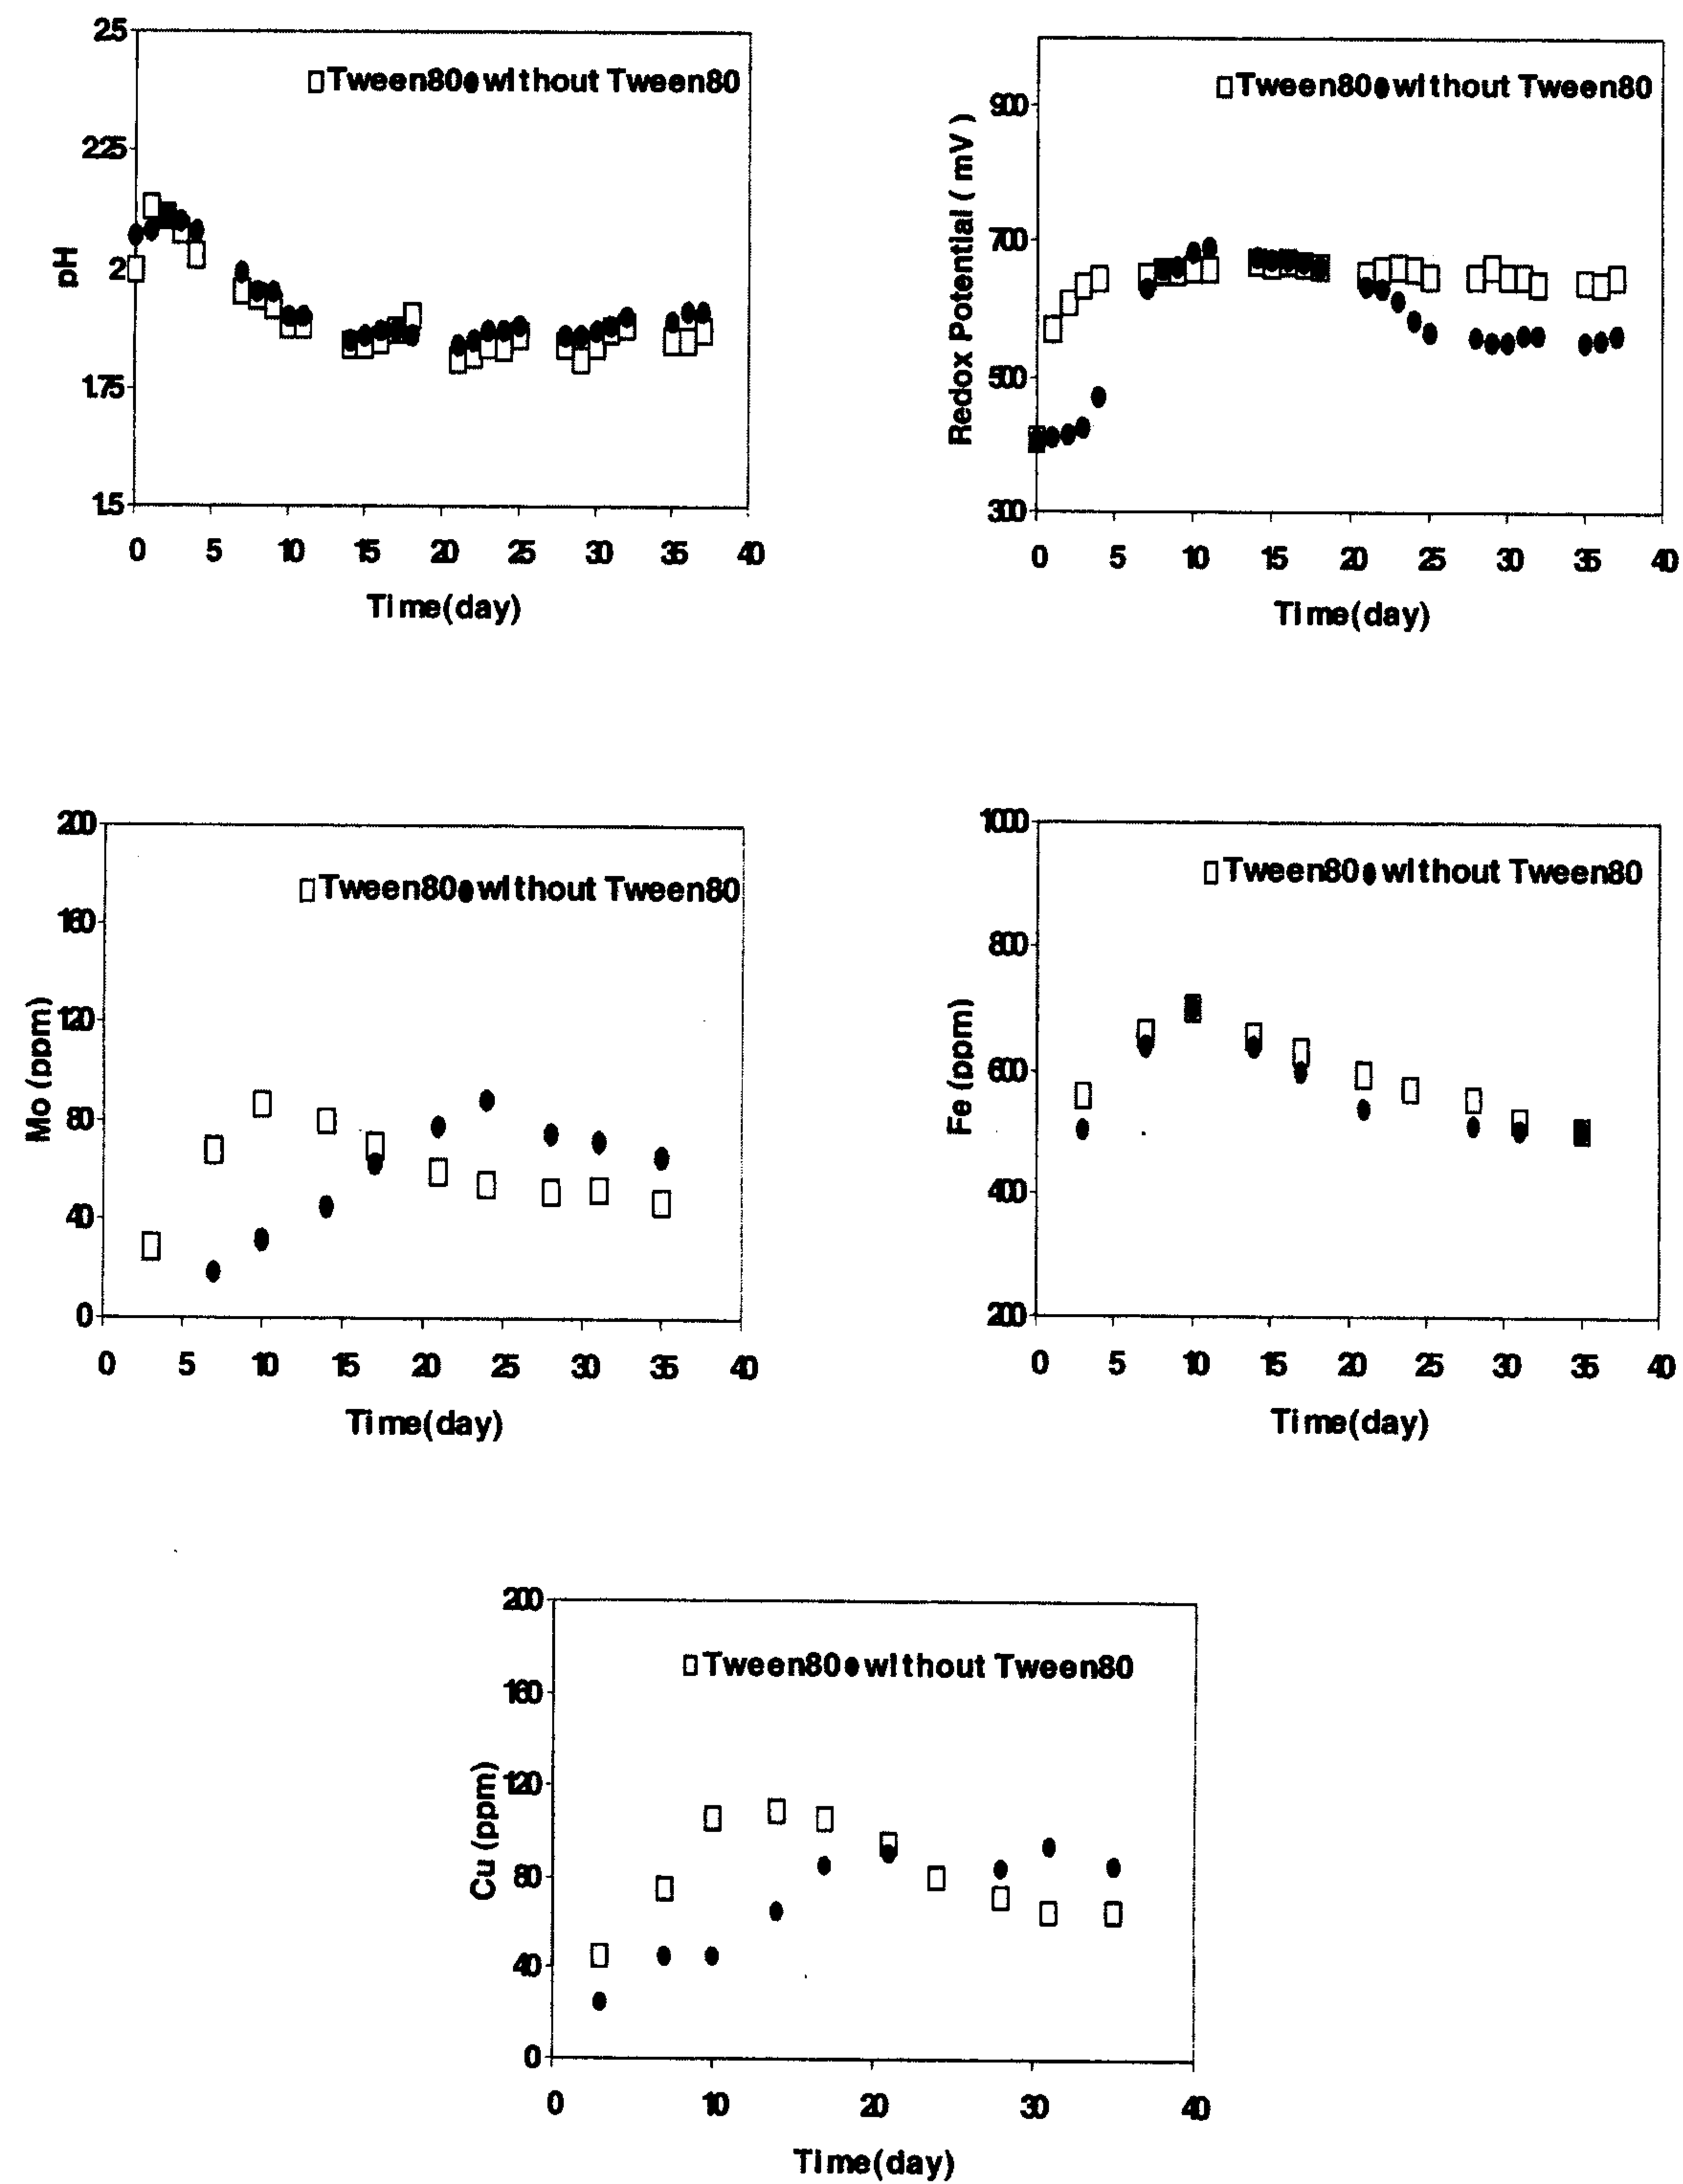 2.5
□Tween80●without Tween80
2.25
pH
2
1.75
1.5
0 5 10 15 20 25 30 35 40
Time(day)
□Tween80●without Tween80
900
Redox Potential ( mV )
700
500
300
0 5 10 15 20 25 30 35 40
Time(day)
200
□Tween80●without Tween80
160
Mo (ppm)
120
80
40
0
0 5 10 15 20 25 30 35 40
Time(day)
1000
□Tween80●without Tween80
800
Fe (ppm)
600
400
200
0 5 10 15 20 25 30 35 40
Time(day)
200
□Tween80●without Tween80
160
Cu (ppm)
120
80
40
0
0 10 20 30 40
Time(day)